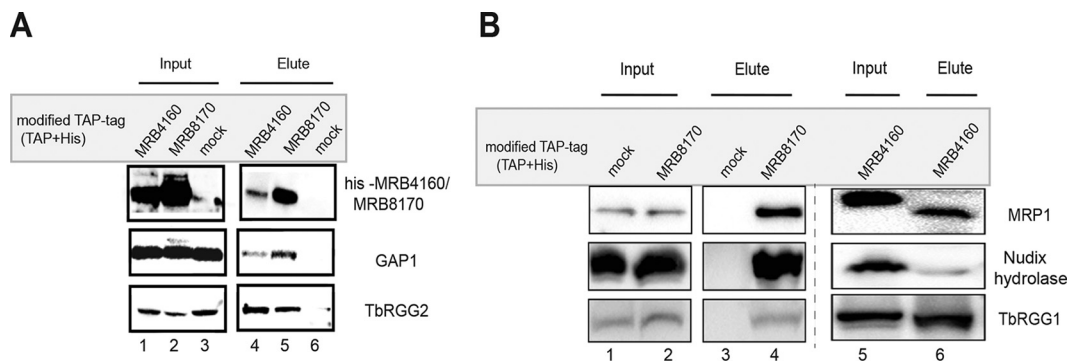 A
Input Elute
modified TAP-tag
(TAP+His)
MRB4160 MRB8170 mock MRB4160 MRB8170 mock
his -MRB4160/
MRB8170
GAP1
TbRGG2
1 2 3 4 5 6
B
Input Elute Input Elute
modified TAP-tag
(TAP+His)
mock MRB8170 mock MRB8170 MRB4160 MRB4160
MRP1
Nudix
hydrolase
TbRGG1
1 2 3 4 5 6